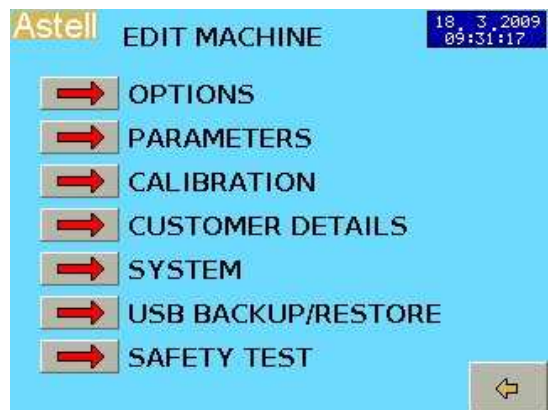 Astell
EDIT MACHINE
18. 3.2009
09:31:17
OPTIONS
PARAMETERS
CALIBRATION
CUSTOMER DETAILS
SYSTEM
USB BACKUP/RESTORE
SAFETY TEST